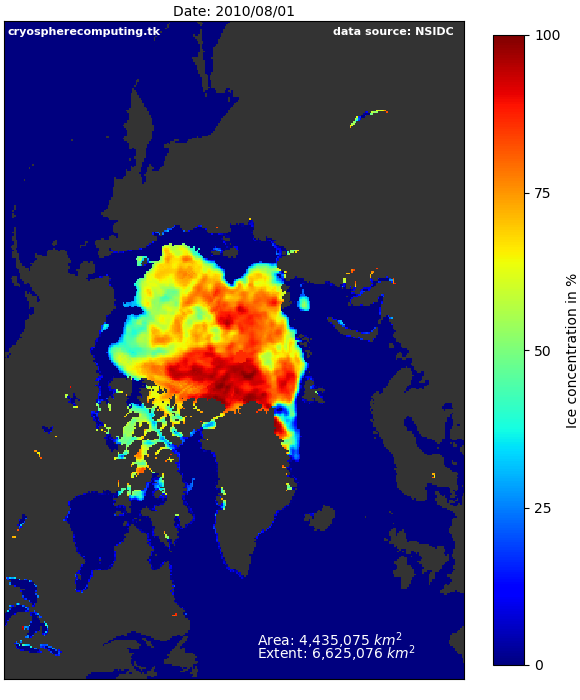 Date: 2010/08/01
cryospherecomputing.tk data source: NSIDC
100
75
50
25
0
Ice concentration in %
Area: 4,435,075 km²
Extent: 6,625,076 km²